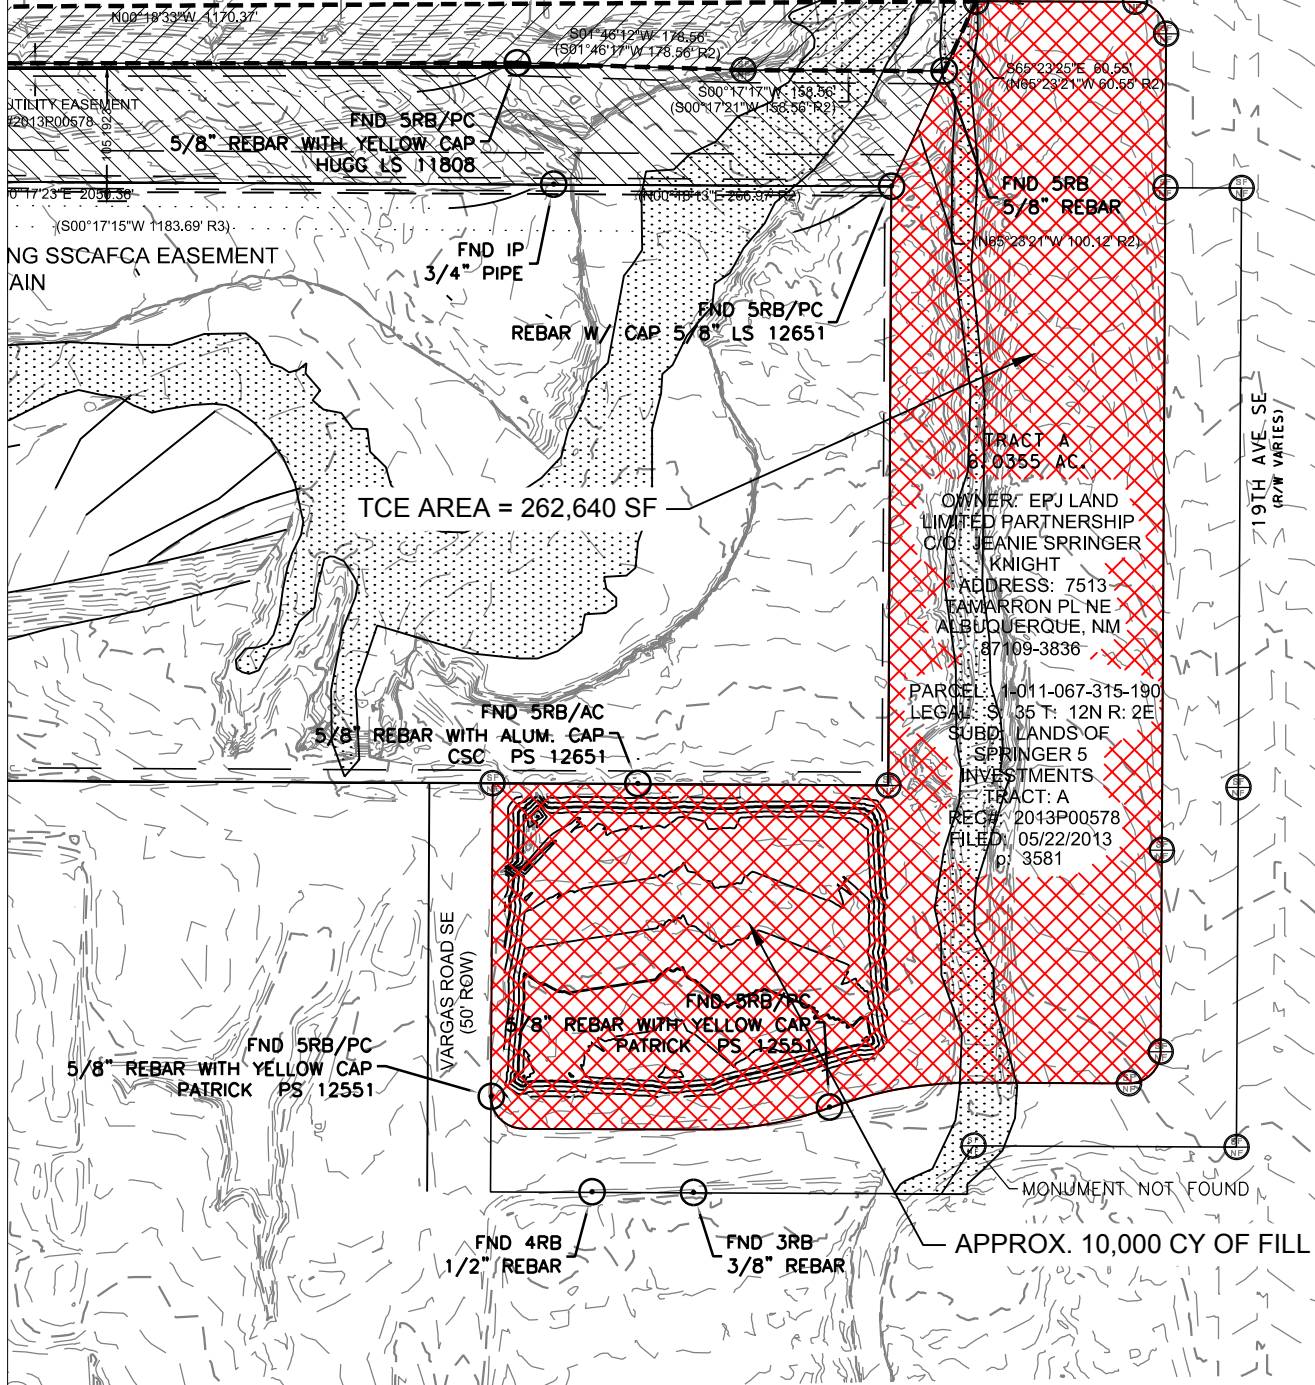 N00°18'33"W 1170.37'
S01°46'12"W 178.56'
(S01°46'17"W 178.56' R2)
S65°23'25"E 60.55'
(N65°23'21"W 60.55' R2)
S00°17'17"W 158.56'
(S00°17'21"W 158.56' R2)
UTILITY EASEMENT
2013P00578
FND 5RB/PC
5/8" REBAR WITH YELLOW CAP
HUGG LS 11808
0°17'23"E 2050.36'
(S00°17'15"W 1183.69' R3)
FND 5RB
5/8" REBAR
(N65°23'21"W 100.12' R2)
NG SSCAFCA EASEMENT
AIN
FND IP
3/4" PIPE
FND 5RB/PC
REBAR W/ CAP 5/8" LS 12651
TRACT A
6.0355 AC.
TCE AREA = 262,640 SF
19TH AVE SE
(R/W VARIES)
OWNER: EPJ LAND
LIMITED PARTNERSHIP
C/O: JEANIE SPRINGER
KNIGHT
ADDRESS: 7513
TAMARRON PL NE
ALBUQUERQUE, NM
87109-3836
PARCEL: 1-011-067-315-190
LEGAL: S: 35 T: 12N R: 2E
SUBD: LANDS OF
SPRINGER 5
INVESTMENTS
TRACT: A
REC#: 2013P00578
FILED: 05/22/2013
p: 3581
FND 5RB/AC
5/8" REBAR WITH ALUM. CAP
CSC PS 12651
VARGAS ROAD SE
(50' ROW)
FND 5RB/PC
5/8" REBAR WITH YELLOW CAP
PATRICK PS 12551
FND 5RB/PC
5/8" REBAR WITH YELLOW CAP
PATRICK PS 12551
MONUMENT NOT FOUND
FND 4RB
1/2" REBAR
FND 3RB
3/8" REBAR
APPROX. 10,000 CY OF FILL